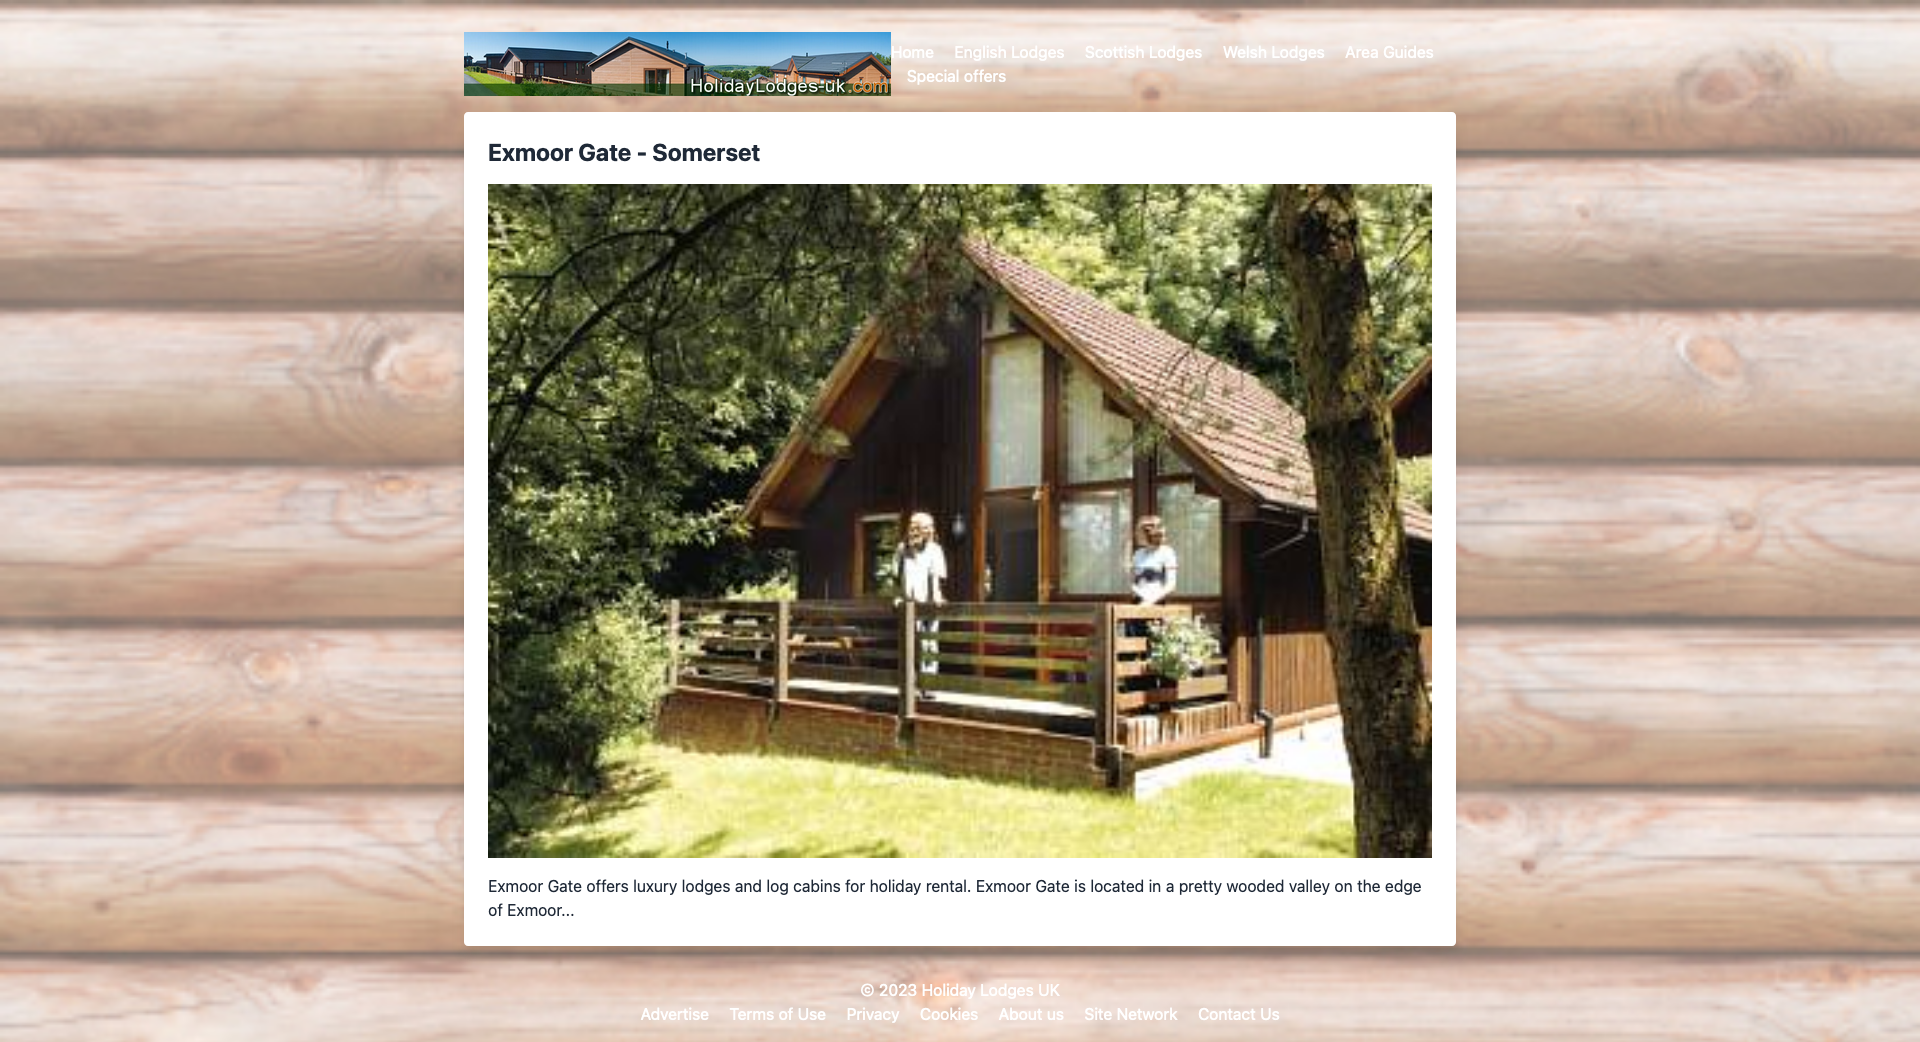 HolidayLodges-uk.com
Home English Lodges Scottish Lodges Welsh Lodges Area Guides
Special offers
Exmoor Gate - Somerset
Exmoor Gate offers luxury lodges and log cabins for holiday rental. Exmoor Gate is located in a pretty wooded valley on the edge
of Exmoor...
© 2023 Holiday Lodges UK
Advertise Terms of Use Privacy Cookies About us Site Network Contact Us